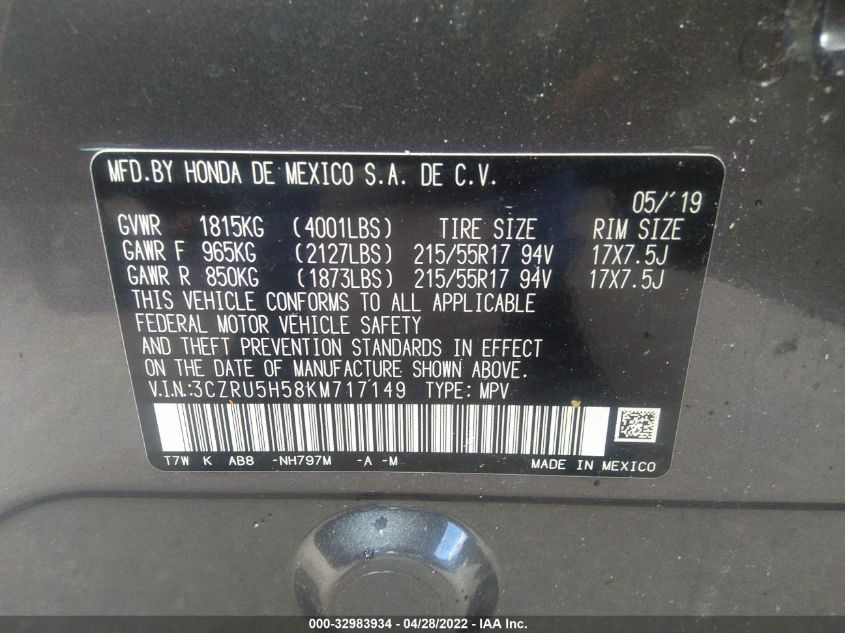 MFD.BY HONDA DE MEXICO S.A. DE C.V.
05/'19
GVWR 1815KG (4001LBS) TIRE SIZE RIM SIZE
GAWR F 965KG (2127LBS) 215/55R17 94V 17X7.5J
GAWR R 850KG (1873LBS) 215/55R17 94V 17X7.5J
THIS VEHICLE CONFORMS TO ALL APPLICABLE
FEDERAL MOTOR VEHICLE SAFETY
AND THEFT PREVENTION STANDARDS IN EFFECT
ON THE DATE OF MANUFACTURE SHOWN ABOVE.
V.I.N:3CZRU5H58KM717149 TYPE: MPV
T7W K AB8 -NH797M -A -M MADE IN MEXICO
000-32983934 / 04/28/2022 - IAA Inc.